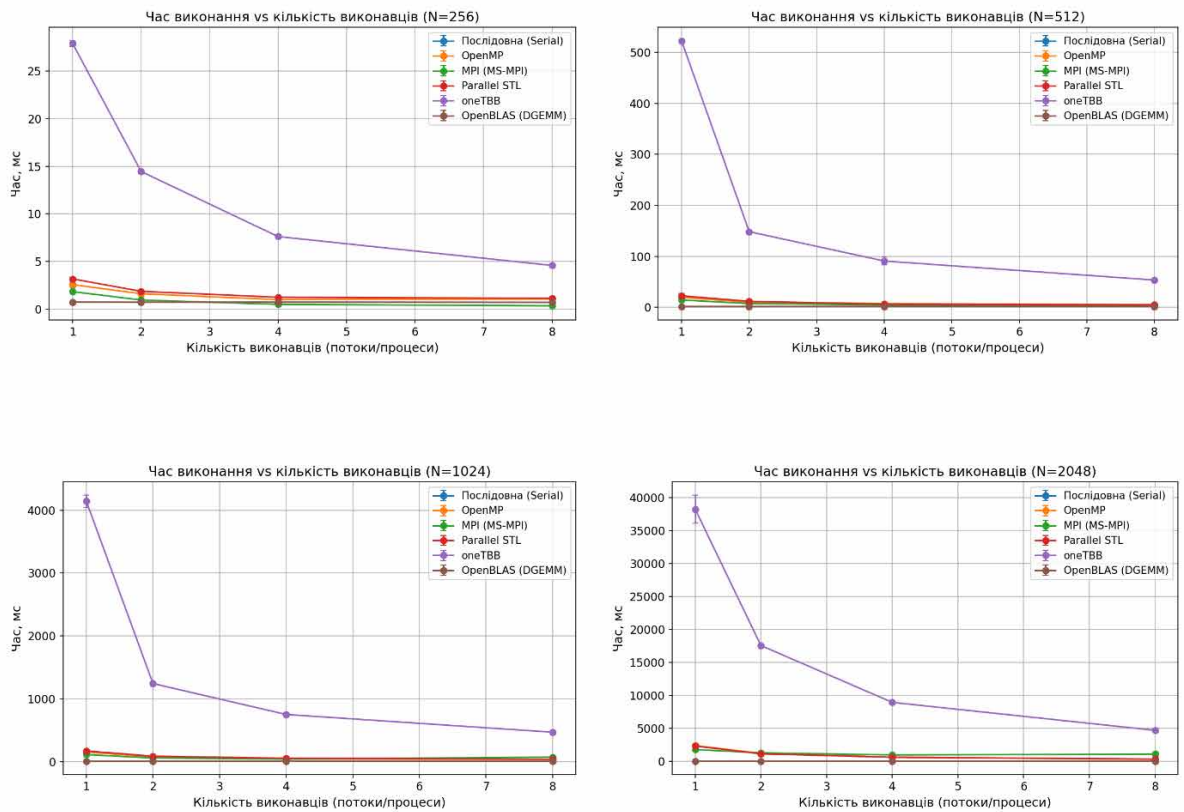 Час виконання vs кількість виконавців (N=256)
Час, мс
25
20
15
10
5
0
Послідовна (Serial)
OpenMP
MPI (MS-MPI)
Parallel STL
oneTBB
OpenBLAS (DGEMM)
1 2 3 4 5 6 7 8
Кількість виконавців (потоки/процеси)
Час виконання vs кількість виконавців (N=512)
Час, мс
500
400
300
200
100
0
Послідовна (Serial)
OpenMP
MPI (MS-MPI)
Parallel STL
oneTBB
OpenBLAS (DGEMM)
1 2 3 4 5 6 7 8
Кількість виконавців (потоки/процеси)
Час виконання vs кількість виконавців (N=1024)
Час, мс
4000
3000
2000
1000
0
Послідовна (Serial)
OpenMP
MPI (MS-MPI)
Parallel STL
oneTBB
OpenBLAS (DGEMM)
1 2 3 4 5 6 7 8
Кількість виконавців (потоки/процеси)
Час виконання vs кількість виконавців (N=2048)
Час, мс
40000
35000
30000
25000
20000
15000
10000
5000
0
Послідовна (Serial)
OpenMP
MPI (MS-MPI)
Parallel STL
oneTBB
OpenBLAS (DGEMM)
1 2 3 4 5 6 7 8
Кількість виконавців (потоки/процеси)